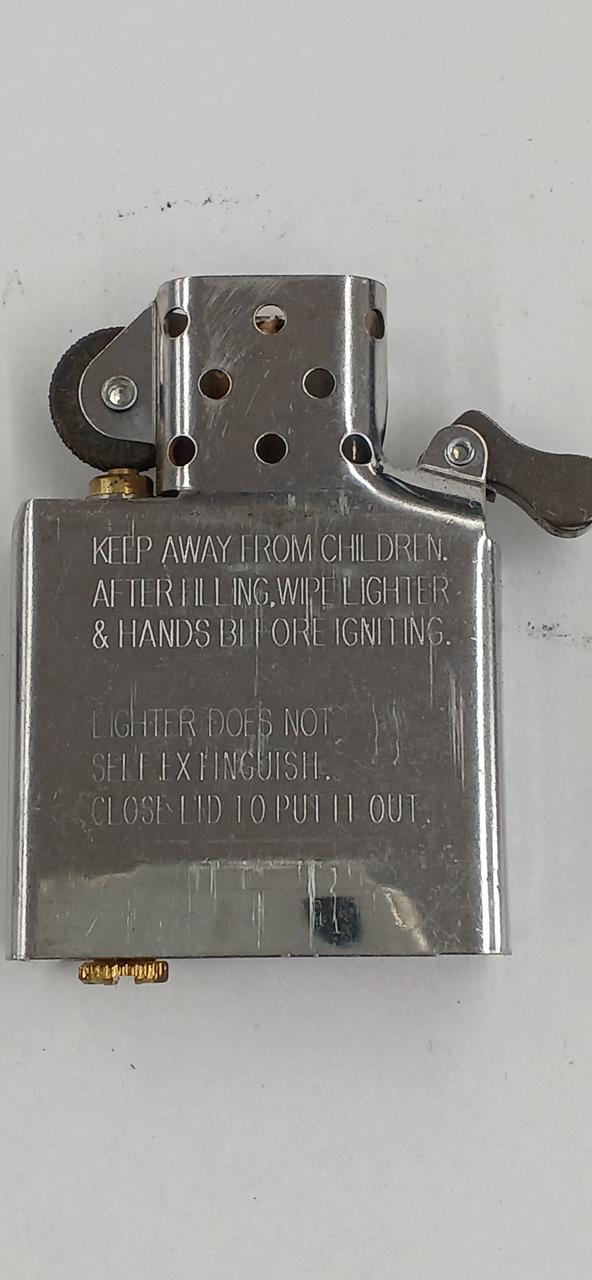 KEEP AWAY FROM CHILDREN.
AFTER FILLING, WIPE LIGHTER
& HANDS BEFORE IGNITING.
LIGHTER DOES NOT
SELF EXTINGUISH.
CLOSE LID TO PUT IT OUT.